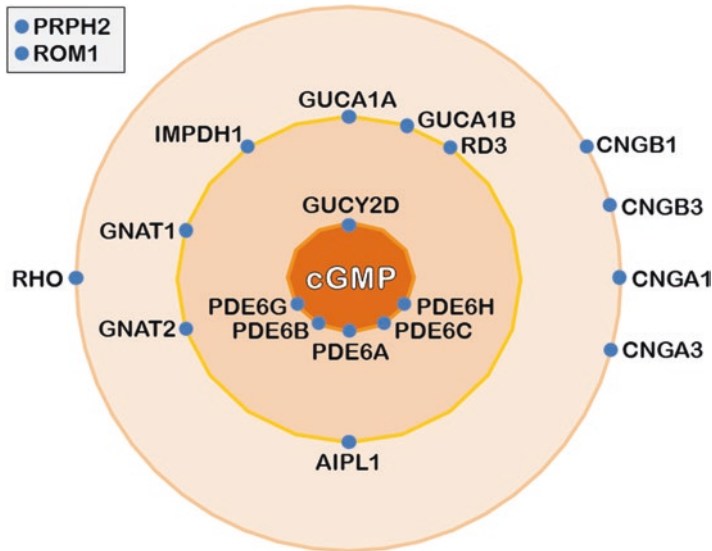 PRPH2
ROM1
GUCA1A
GUCA1B
IMPDH1
RD3
CNGB1
GUCY2D
CNGB3
GNAT1
cGMP
RHO
CNGA1
PDE6G
PDE6H
GNAT2
PDE6B
PDE6C
PDE6A
CNGA3
AIPL1